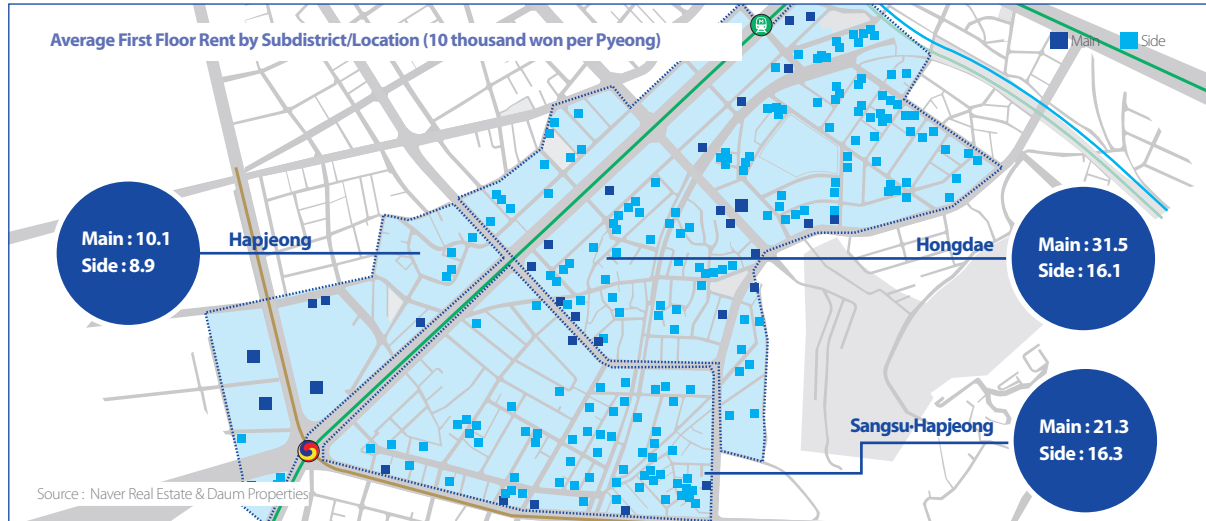 Average First Floor Rent by Subdistrict/Location (10 thousand won per Pyeong)
Main
Side
Main : 10.1
Side : 8.9
Hapjeong
Hongdae
Main : 31.5
Side : 16.1
Sangsu·Hapjeong
Main : 21.3
Side : 16.3
Source : Naver Real Estate & Daum Properties